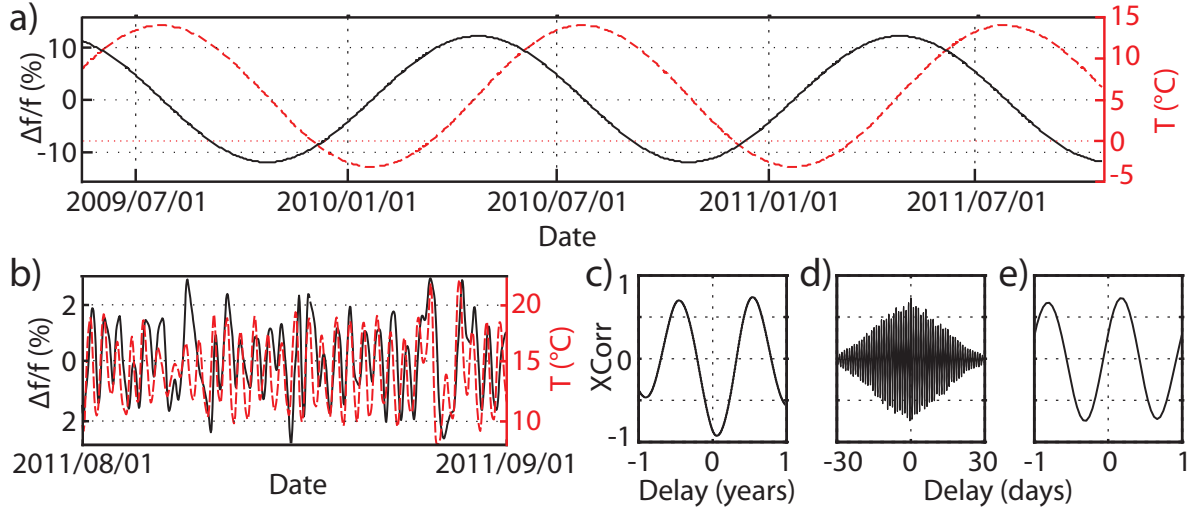 a)
Δf/f (%)
10
0
-10
15
10
5
0
-5
T (°C)
2009/07/01 2010/01/01 2010/07/01 2011/01/01 2011/07/01
Date
b)
Δf/f (%)
2
0
2
20
15
10
T (°C)
2011/08/01 2011/09/01
Date
c)
XCorr
1
0
-1
-1 0 1
Delay (years)
d)
-30 0 30
e)
-1 0 1
Delay (days)